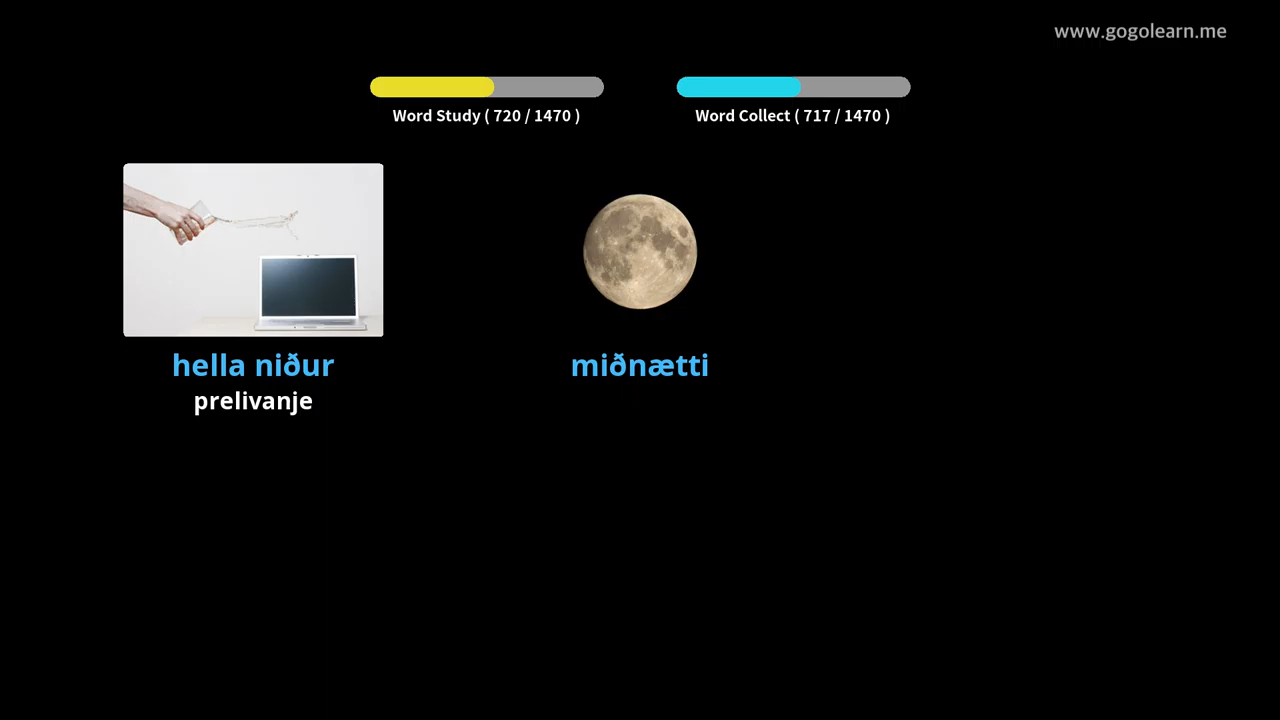 www.gogolearn.me
Word Study ( 720 / 1470 )
Word Collect ( 717 / 1470 )
hella niður
prelivanje
miðnætti